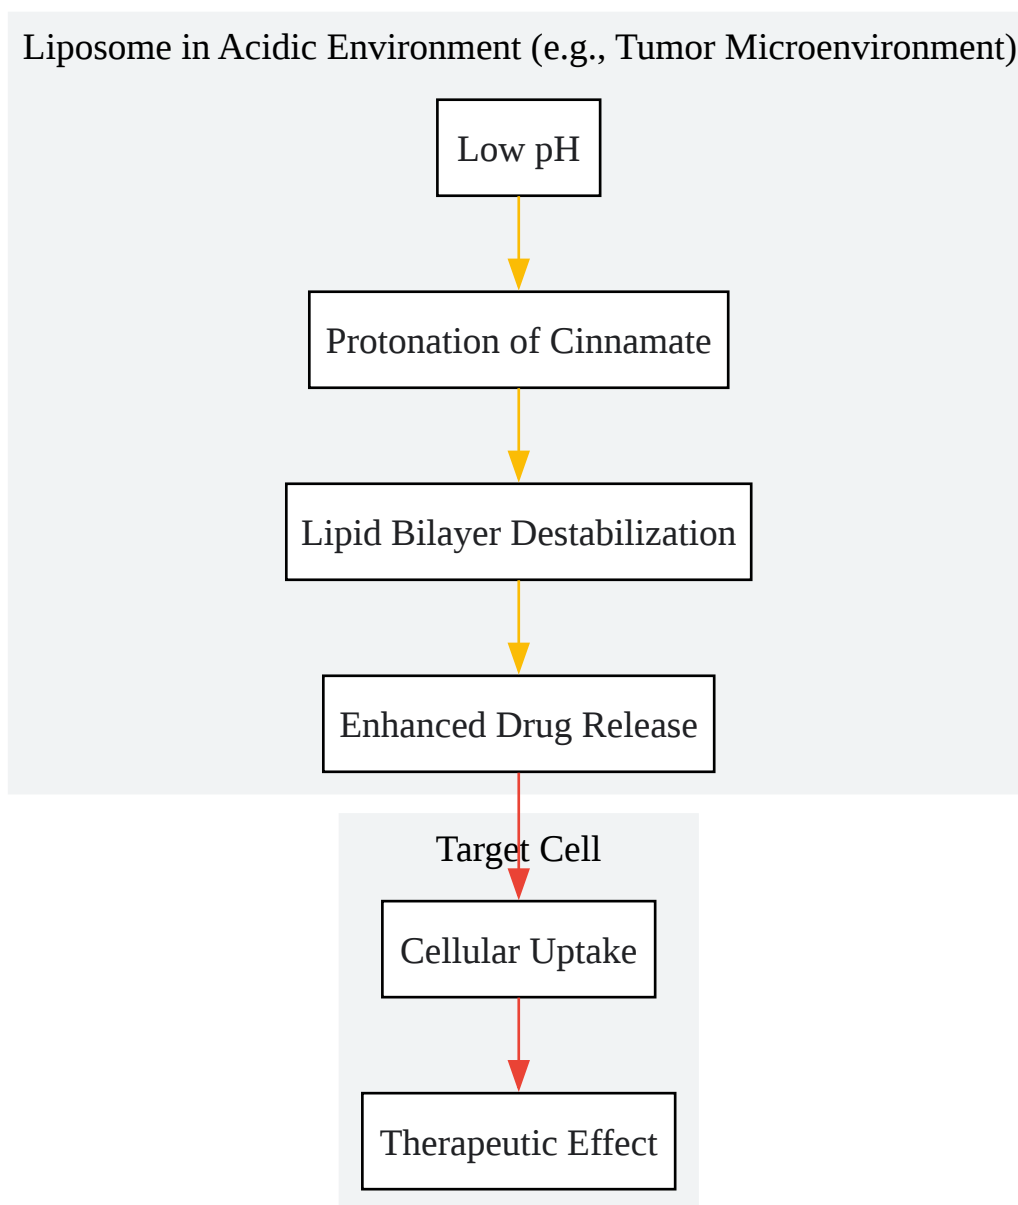 Liposome in Acidic Environment (e.g., Tumor Microenvironment)
Low pH
Protonation of Cinnamate
Lipid Bilayer Destabilization
Enhanced Drug Release
Target Cell
Cellular Uptake
Therapeutic Effect